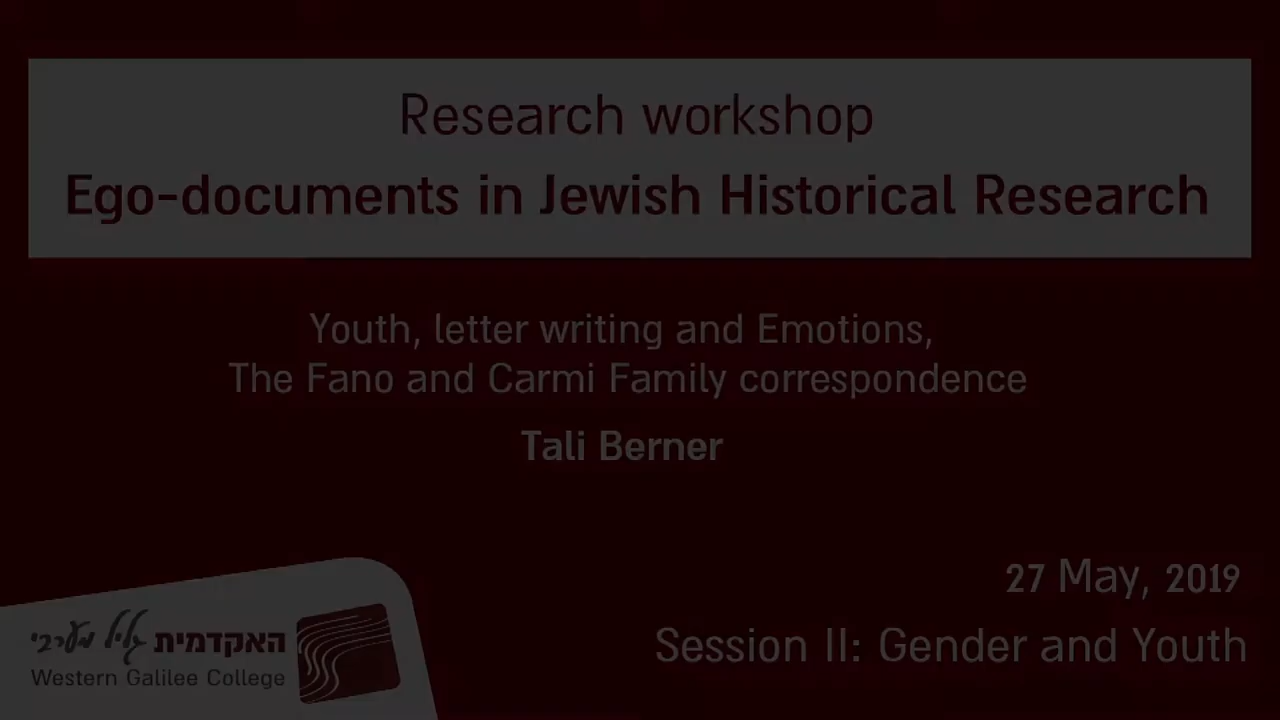 Research workshop
Ego-documents in Jewish Historical Research
Youth, letter writing and Emotions,
The Fano and Carmi Family correspondence
Tali Berner
27 May, 2019
Session II: Gender and Youth
האקדמית גליל מערבי
Western Galilee College